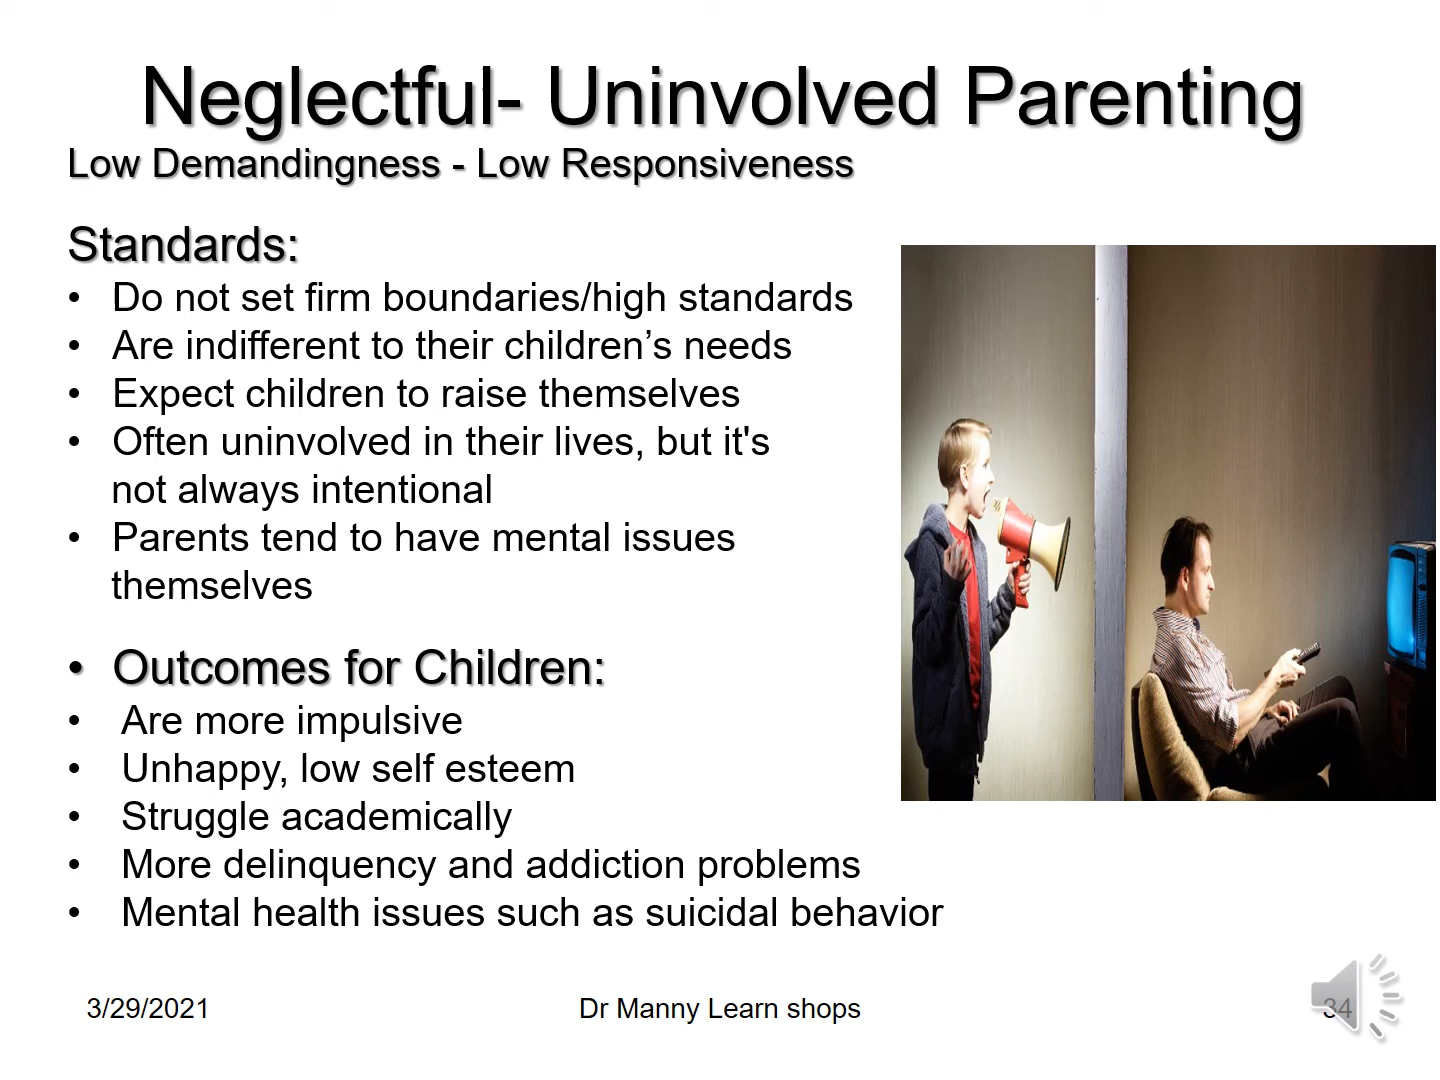 Neglectful- Uninvolved Parenting
Low Demandingness - Low Responsiveness
Standards:
• Do not set firm boundaries/high standards
• Are indifferent to their children’s needs
• Expect children to raise themselves
• Often uninvolved in their lives, but it's
not always intentional
• Parents tend to have mental issues
themselves
• Outcomes for Children:
• Are more impulsive
• Unhappy, low self esteem
• Struggle academically
• More delinquency and addiction problems
• Mental health issues such as suicidal behavior
3/29/2021
Dr Manny Learn shops
34